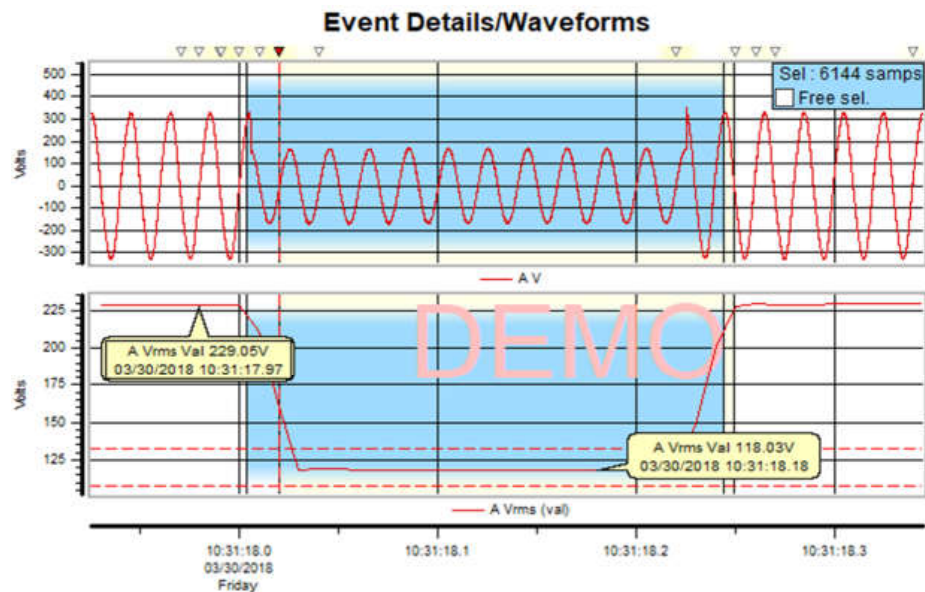 Event Details/Waveforms
Sel : 6144 samps
Free sel.
500
400
300
200
100
0
-100
-200
-300
Volts
A V
DEMO
225
200
175
150
125
Volts
A Vrms Val 229.05V
03/30/2018 10:31:17.97
A Vrms Val 118.03V
03/30/2018 10:31:18.18
A Vrms (val)
10:31:18.0
03/30/2018
Friday
10:31:18.1
10:31:18.2
10:31:18.3